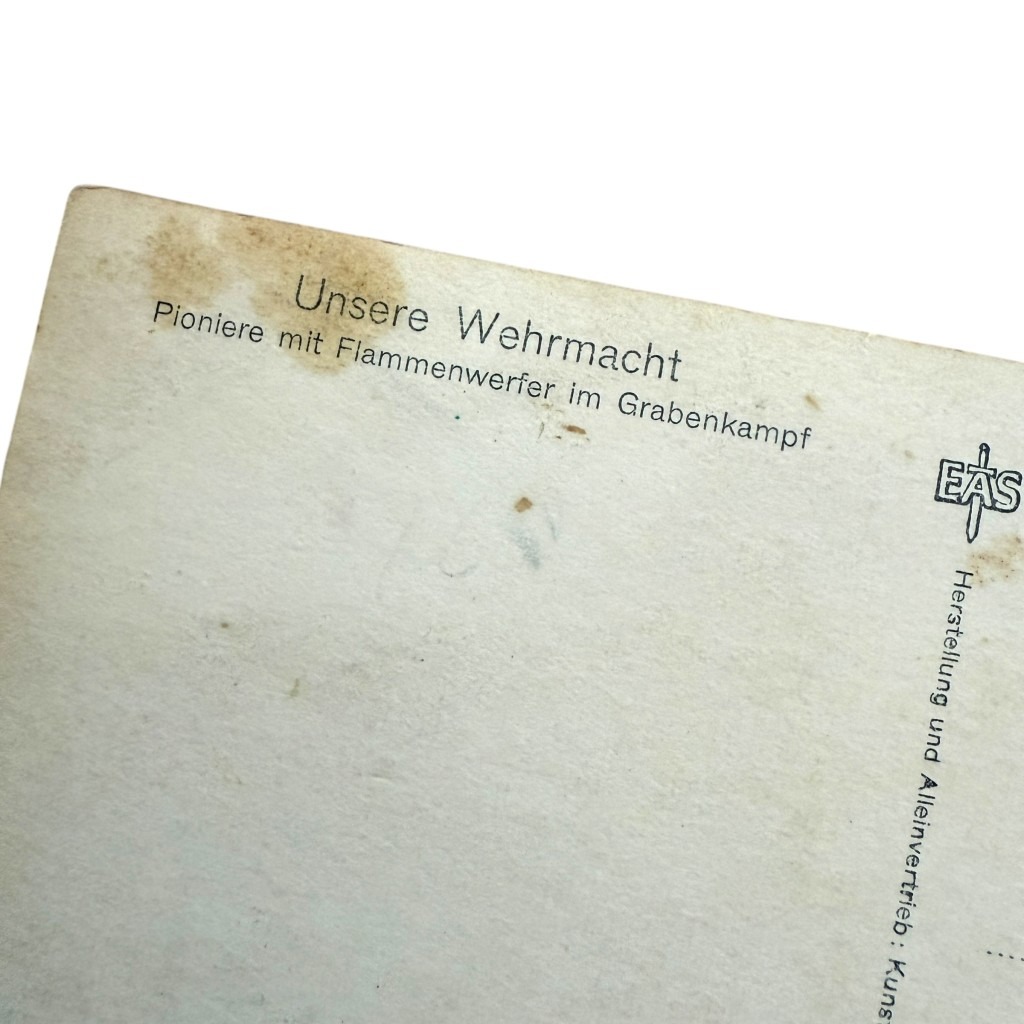 Unsere Wehrmacht
Pioniere mit Flammenwerfer im Grabenkampf
EAS
Herstellung und Alleinvertrieb: Kuns